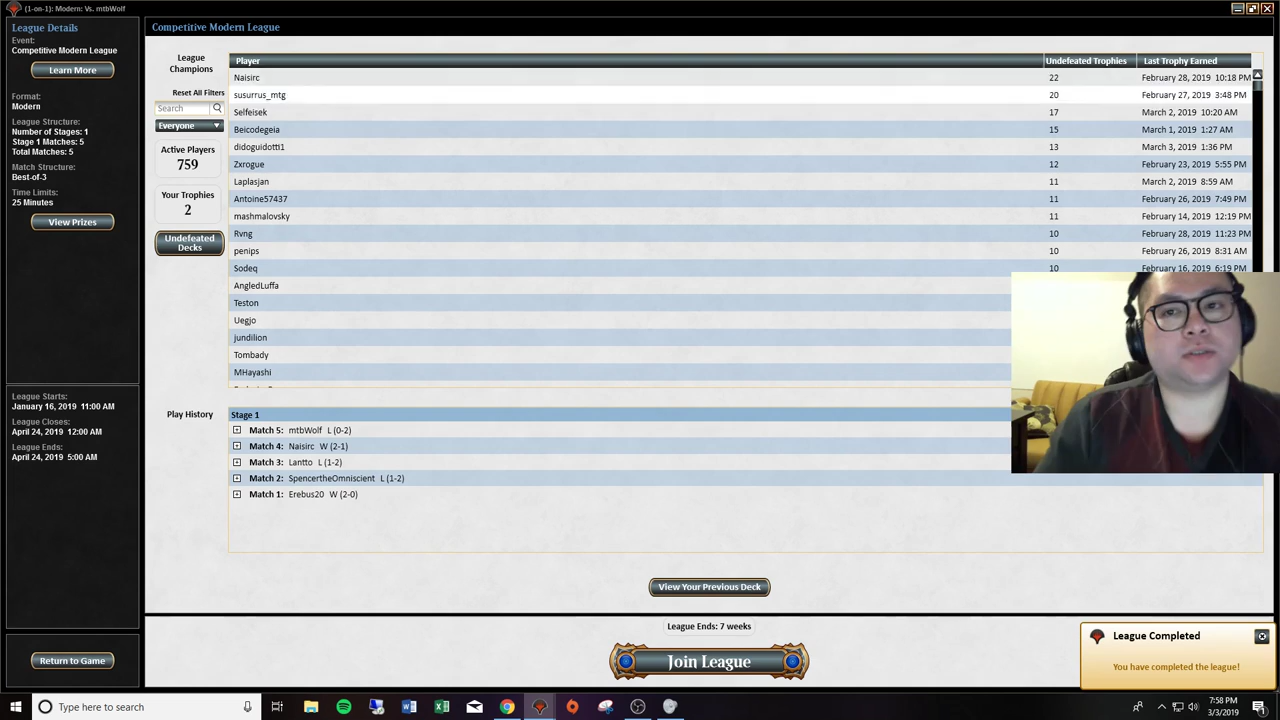 (1-on-1): Modern: Vs. mtbWolf
League Details
Event:
Competitive Modern League
Learn More
Format:
Modern
League Structure:
Number of Stages: 1
Stage 1 Matches: 5
Total Matches: 5
Match Structure:
Best-of-3
Time Limits:
25 Minutes
View Prizes
League Starts:
January 16, 2019 11:00 AM
League Closes:
April 24, 2019 12:00 AM
League Ends:
April 24, 2019 5:00 AM
Return to Game
Competitive Modern League
League
Champions
Reset All Filters
Search
Everyone
Active Players
759
Your Trophies
2
Undefeated
Decks
Player Undefeated Trophies Last Trophy Earned
Naisirc 22 February 28, 2019 10:18 PM
susurrus_mtg 20 February 27, 2019 3:48 PM
Selfeisek 17 March 2, 2019 10:20 AM
Beicodegeia 15 March 1, 2019 1:27 AM
didoguidotti1 13 March 3, 2019 1:36 PM
Zxrogue 12 February 23, 2019 5:55 PM
Laplasjan 11 March 2, 2019 8:59 AM
Antoine57437 11 February 26, 2019 7:49 PM
mashmalovsky 11 February 14, 2019 12:19 PM
Rvng 10 February 28, 2019 11:23 PM
penips 10 February 26, 2019 8:31 AM
Sodeq 10 February 16, 2019 6:19 PM
AngledLuffa
Teston
Uegjo
jundilion
Tombady
MHayashi
Play History
Stage 1
Match 5: mtbWolf L (0-2)
Match 4: Naisirc W (2-1)
Match 3: Lantto L (1-2)
Match 2: SpencertheOmniscient L (1-2)
Match 1: Erebus20 W (2-0)
View Your Previous Deck
League Ends: 7 weeks
Join League
League Completed
You have completed the league!
Type here to search
7:58 PM
3/3/2019